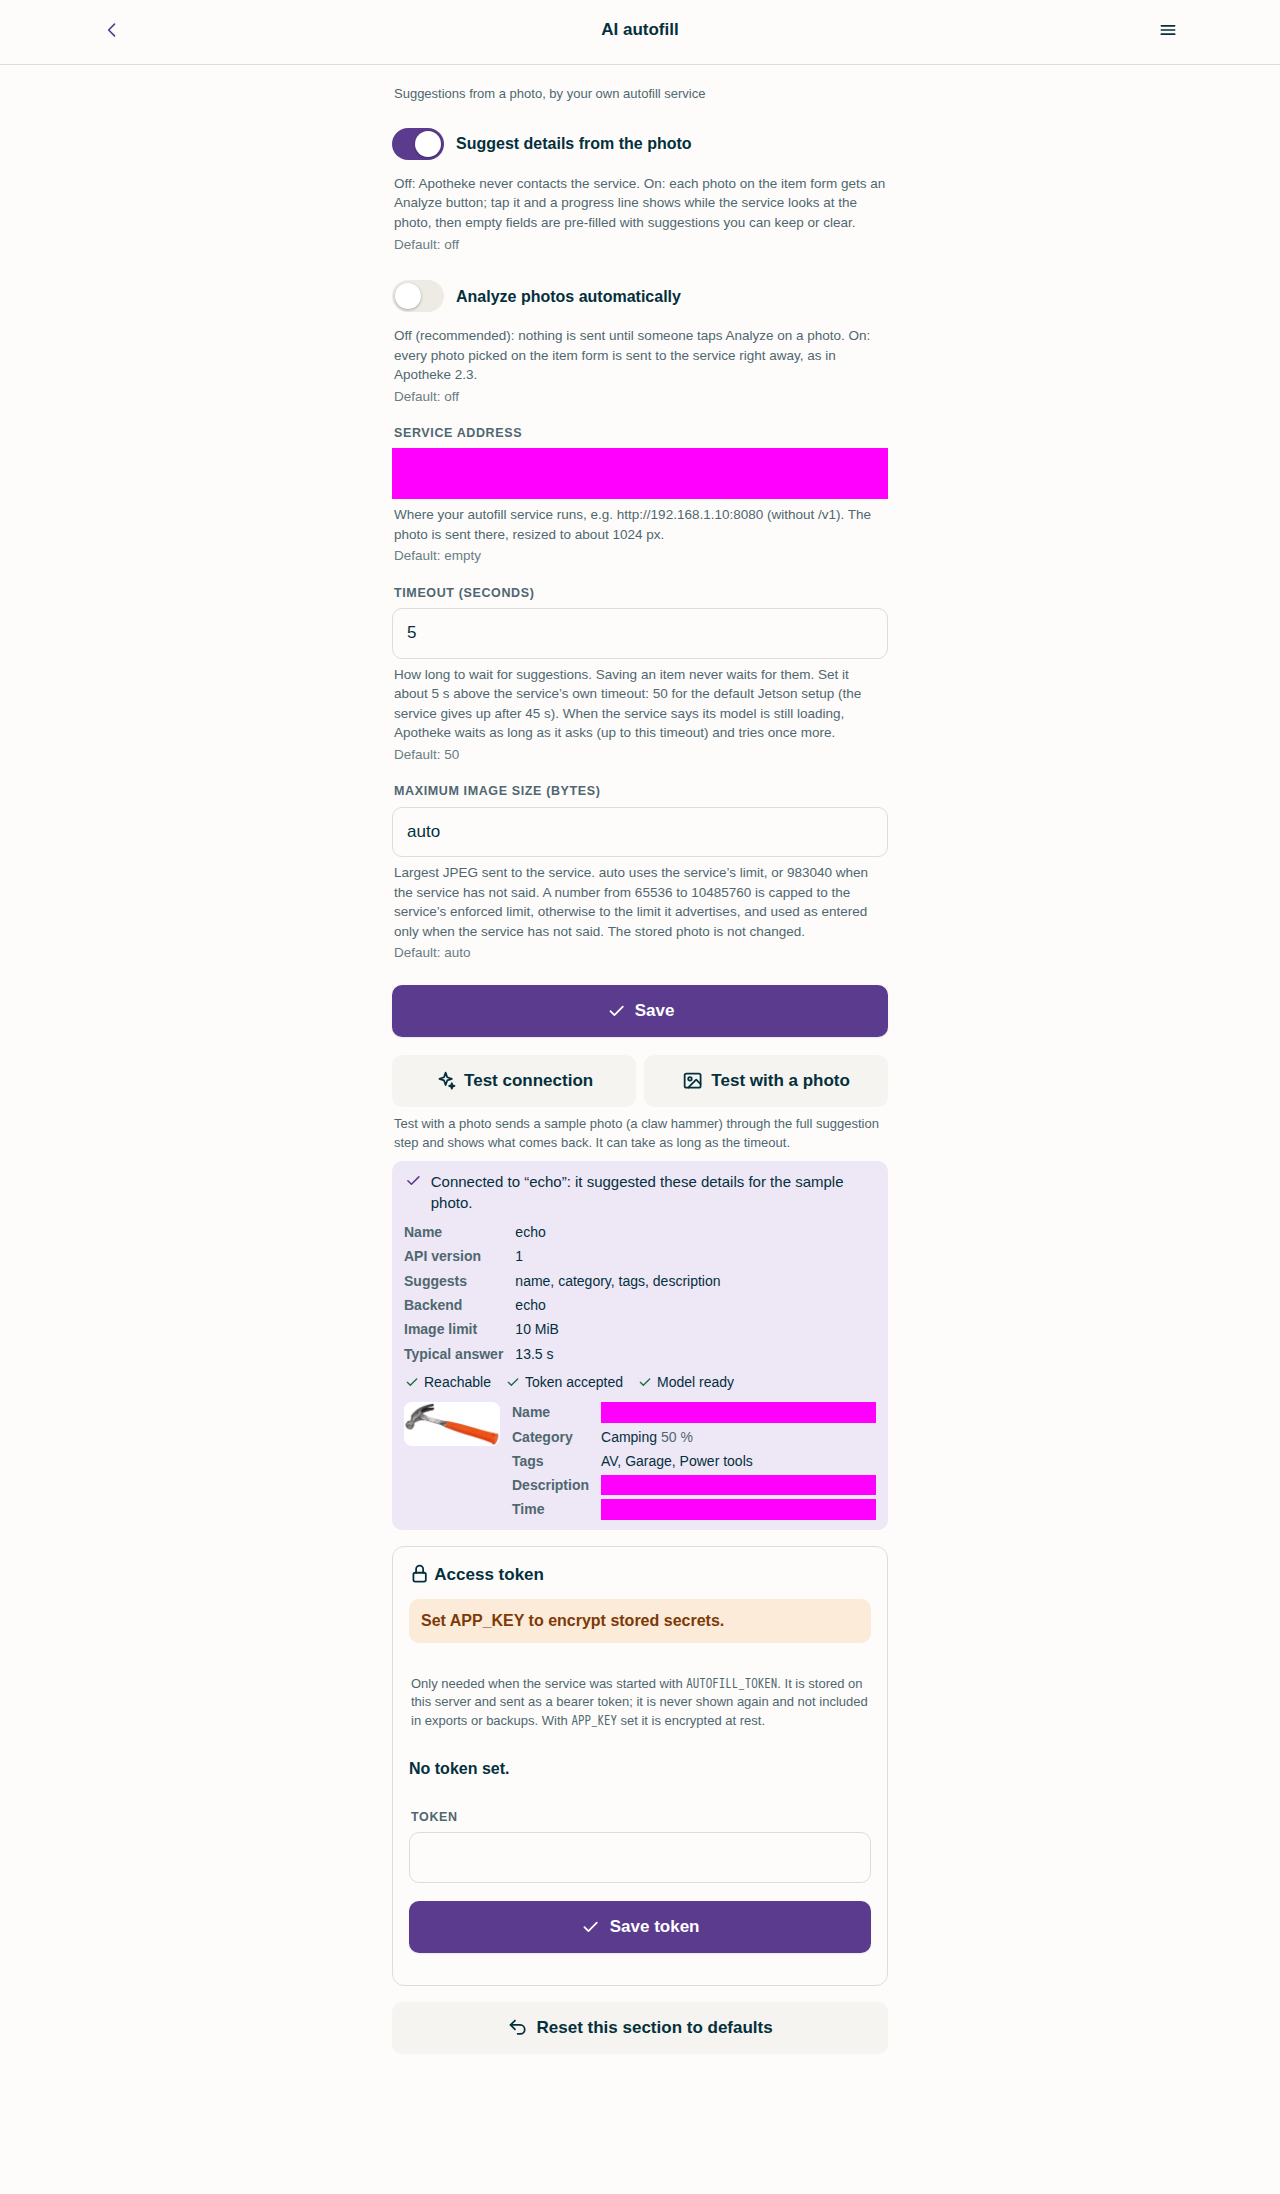 AI autofill
Suggestions from a photo, by your own autofill service
Suggest details from the photo
Off: Apotheke never contacts the service. On: each photo on the item form gets an
Analyze button; tap it and a progress line shows while the service looks at the
photo, then empty fields are pre-filled with suggestions you can keep or clear.
Default: off
Analyze photos automatically
Off (recommended): nothing is sent until someone taps Analyze on a photo. On:
every photo picked on the item form is sent to the service right away, as in
Apotheke 2.3.
Default: off
SERVICE ADDRESS
Where your autofill service runs, e.g. http://192.168.1.10:8080 (without /v1). The
photo is sent there, resized to about 1024 px.
Default: empty
TIMEOUT (SECONDS)
5
How long to wait for suggestions. Saving an item never waits for them. Set it
about 5 s above the service's own timeout: 50 for the default Jetson setup (the
service gives up after 45 s). When the service says its model is still loading,
Apotheke waits as long as it asks (up to this timeout) and tries once more.
Default: 50
MAXIMUM IMAGE SIZE (BYTES)
auto
Largest JPEG sent to the service. auto uses the service's limit, or 983040 when
the service has not said. A number from 65536 to 10485760 is capped to the
service's enforced limit, otherwise to the limit it advertises, and used as entered
only when the service has not said. The stored photo is not changed.
Default: auto
Save
Test connection
Test with a photo
Test with a photo sends a sample photo (a claw hammer) through the full suggestion
step and shows what comes back. It can take as long as the timeout.
Connected to “echo”: it suggested these details for the sample
photo.
Name echo
API version 1
Suggests name, category, tags, description
Backend echo
Image limit 10 MiB
Typical answer 13.5 s
Reachable Token accepted Model ready
Name
Category Camping 50 %
Tags AV, Garage, Power tools
Description
Time
Access token
Set APP_KEY to encrypt stored secrets.
Only needed when the service was started with AUTOFILL_TOKEN. It is stored on
this server and sent as a bearer token; it is never shown again and not included
in exports or backups. With APP_KEY set it is encrypted at rest.
No token set.
TOKEN
Save token
Reset this section to defaults